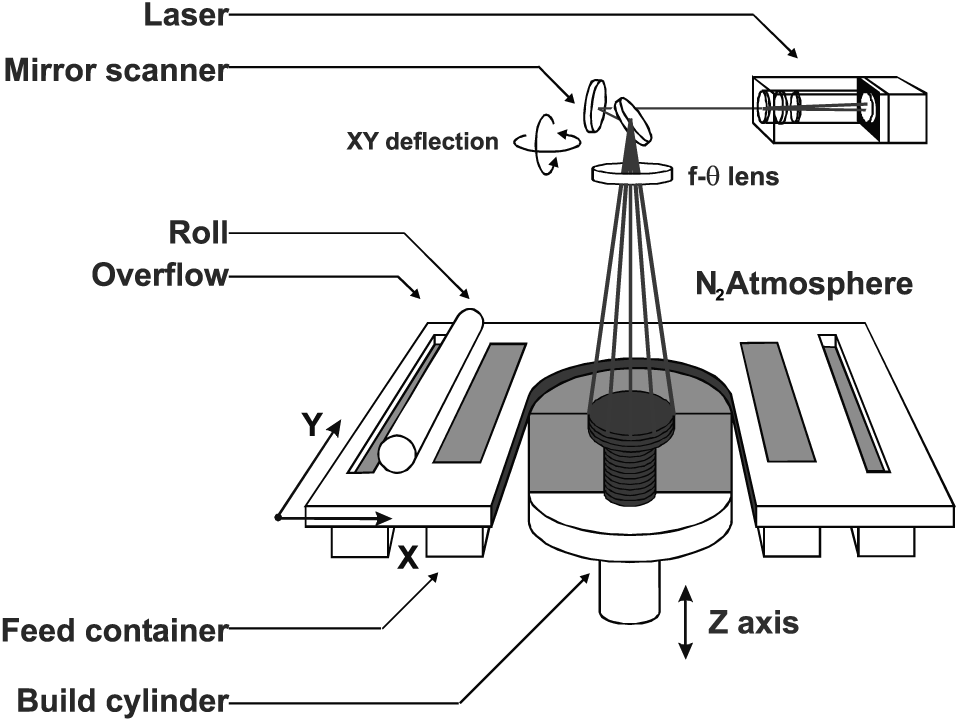 Laser
Mirror scanner
XY deflection
f-θ lens
Roll
Overflow
N₂Atmosphere
Y
X
Feed container
Z axis
Build cylinder